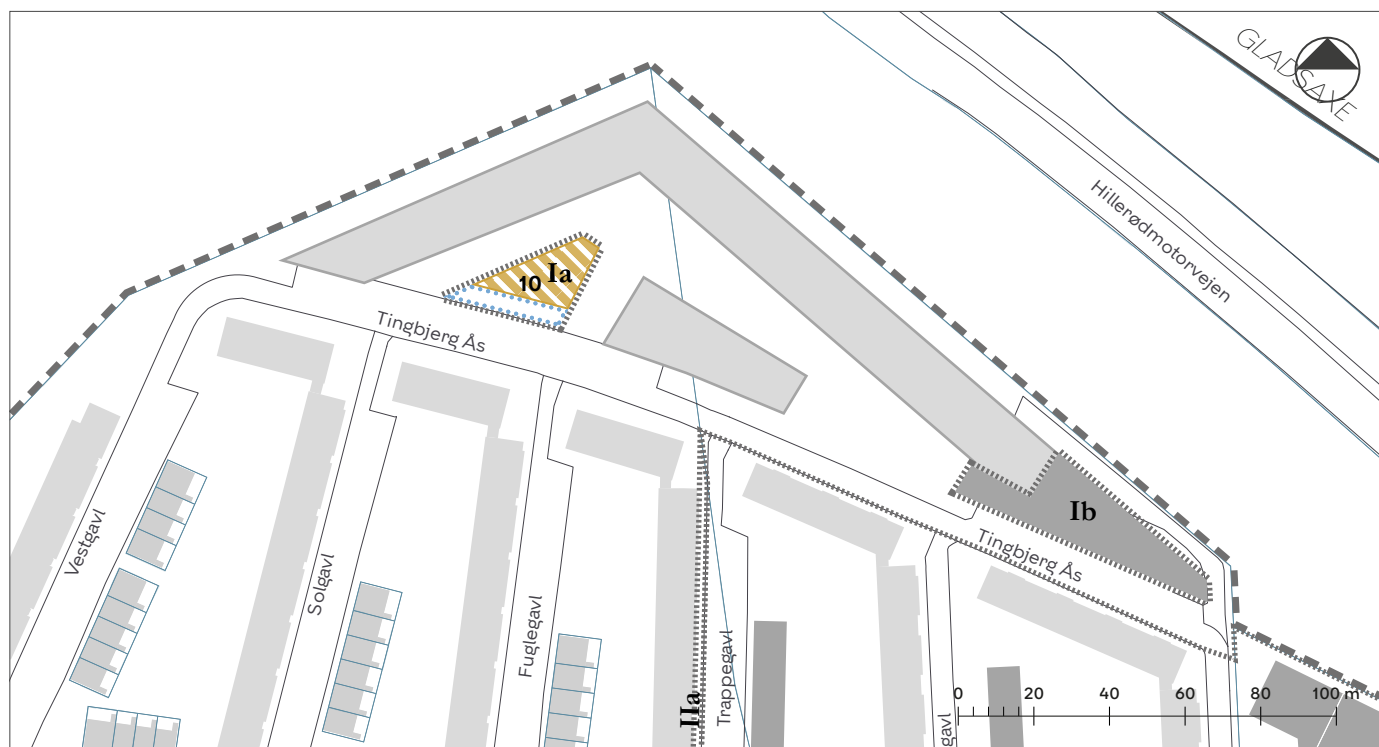 GLADSAXE
Hillerødmotorvejen
10 Ia
Tingbjerg Ås
Ib
Tingbjerg Ås
Vestgavl
Solgavl
Fuglegavl
Trappegavl
IIa
gavl
0 20 40 60 80 100 m